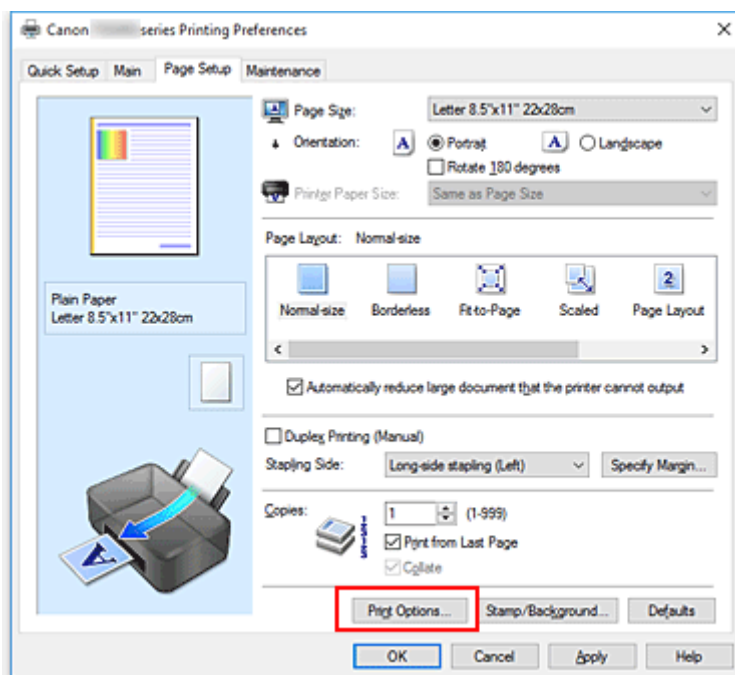 Canon series Printing Preferences
Quick Setup Main Page Setup Maintenance
Page Size: Letter 8.5"x11" 22x28cm
Orientation: A Portrait A Landscape
Rotate 180 degrees
Printer Paper Size: Same as Page Size
Page Layout: Normal-size
2
Normal-size Borderless Fit-to-Page Scaled Page Layout
Plain Paper
Letter 8.5"x11" 22x28cm
Automatically reduce large document that the printer cannot output
Duplex Printing (Manual)
Stapling Side: Long-side stapling (Left) Specify Margin...
Copies: 1 (1-999)
Print from Last Page
Collate
A
Print Options... Stamp/Background... Defaults
OK Cancel Apply Help